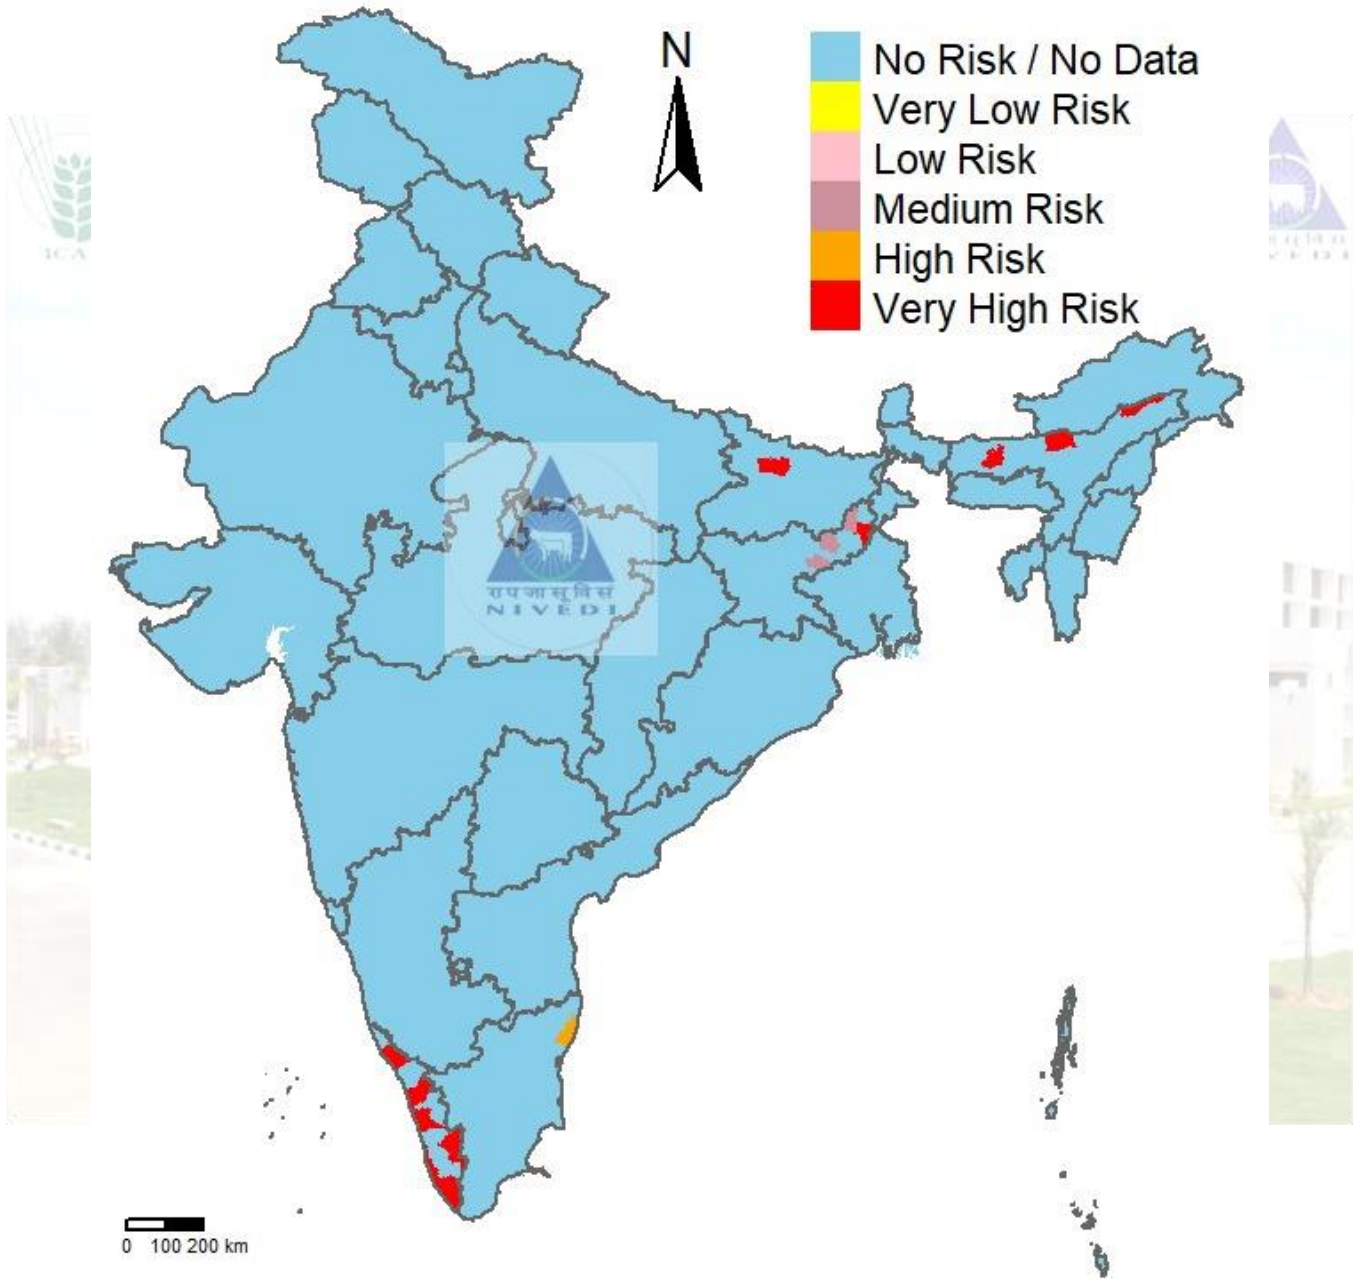 N
No Risk / No Data
Very Low Risk
Low Risk
Medium Risk
High Risk
Very High Risk
ICA
NIVEDI
0 100 200 km